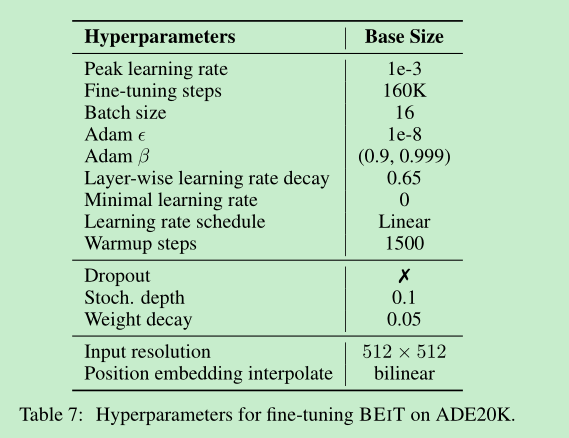 Hyperparameters Base Size
Peak learning rate 1e-3
Fine-tuning steps 160K
Batch size 16
Adam ϵ 1e-8
Adam β (0.9, 0.999)
Layer-wise learning rate decay 0.65
Minimal learning rate 0
Learning rate schedule Linear
Warmup steps 1500
Dropout ✗
Stoch. depth 0.1
Weight decay 0.05
Input resolution 512 × 512
Position embedding interpolate bilinear
Table 7: Hyperparameters for fine-tuning BEIT on ADE20K.